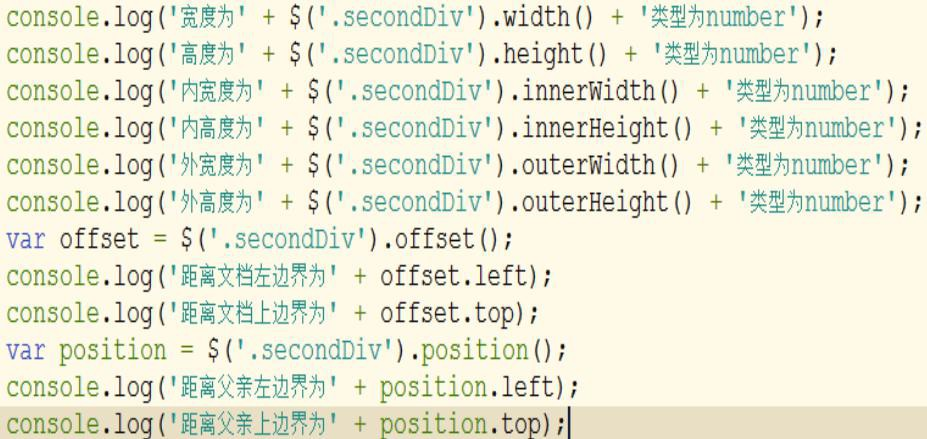 console.log('宽度为' + $('.secondDiv').width() + '类型为number');
console.log('高度为' + $('.secondDiv').height() + '类型为number');
console.log('内宽度为' + $('.secondDiv').innerWidth() + '类型为number');
console.log('内高度为' + $('.secondDiv').innerHeight() + '类型为number');
console.log('外宽度为' + $('.secondDiv').outerWidth() + '类型为number');
console.log('外高度为' + $('.secondDiv').outerHeight() + '类型为number');
var offset = $('.secondDiv').offset();
console.log('距离文档左边界为' + offset.left);
console.log('距离文档上边界为' + offset.top);
var position = $('.secondDiv').position();
console.log('距离父亲左边界为' + position.left);
console.log('距离父亲上边界为' + position.top);